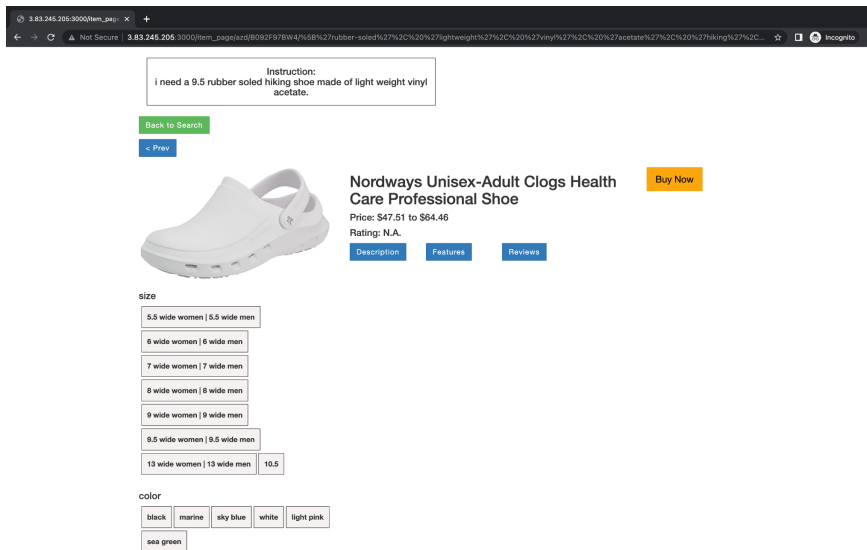 3.83.245.205:3000/item_page × +
Not Secure | 3.83.245.205:3000/item_page/azd/B092F97BW4/%5B%27rubber-soled%27%2C%20%27lightweight%27%2C%20%27vinyl%27%2C%20%27acetate%27%2C%20%27hiking%27%2C... Incognito
Instruction:
i need a 9.5 rubber soled hiking shoe made of light weight vinyl
acetate.
Back to Search
< Prev
Nordways Unisex-Adult Clogs Health
Care Professional Shoe
Buy Now
Price: $47.51 to $64.46
Rating: N.A.
Description Features Reviews
size
5.5 wide women | 5.5 wide men
6 wide women | 6 wide men
7 wide women | 7 wide men
8 wide women | 8 wide men
9 wide women | 9 wide men
9.5 wide women | 9.5 wide men
13 wide women | 13 wide men 10.5
color
black marine sky blue white light pink
sea green